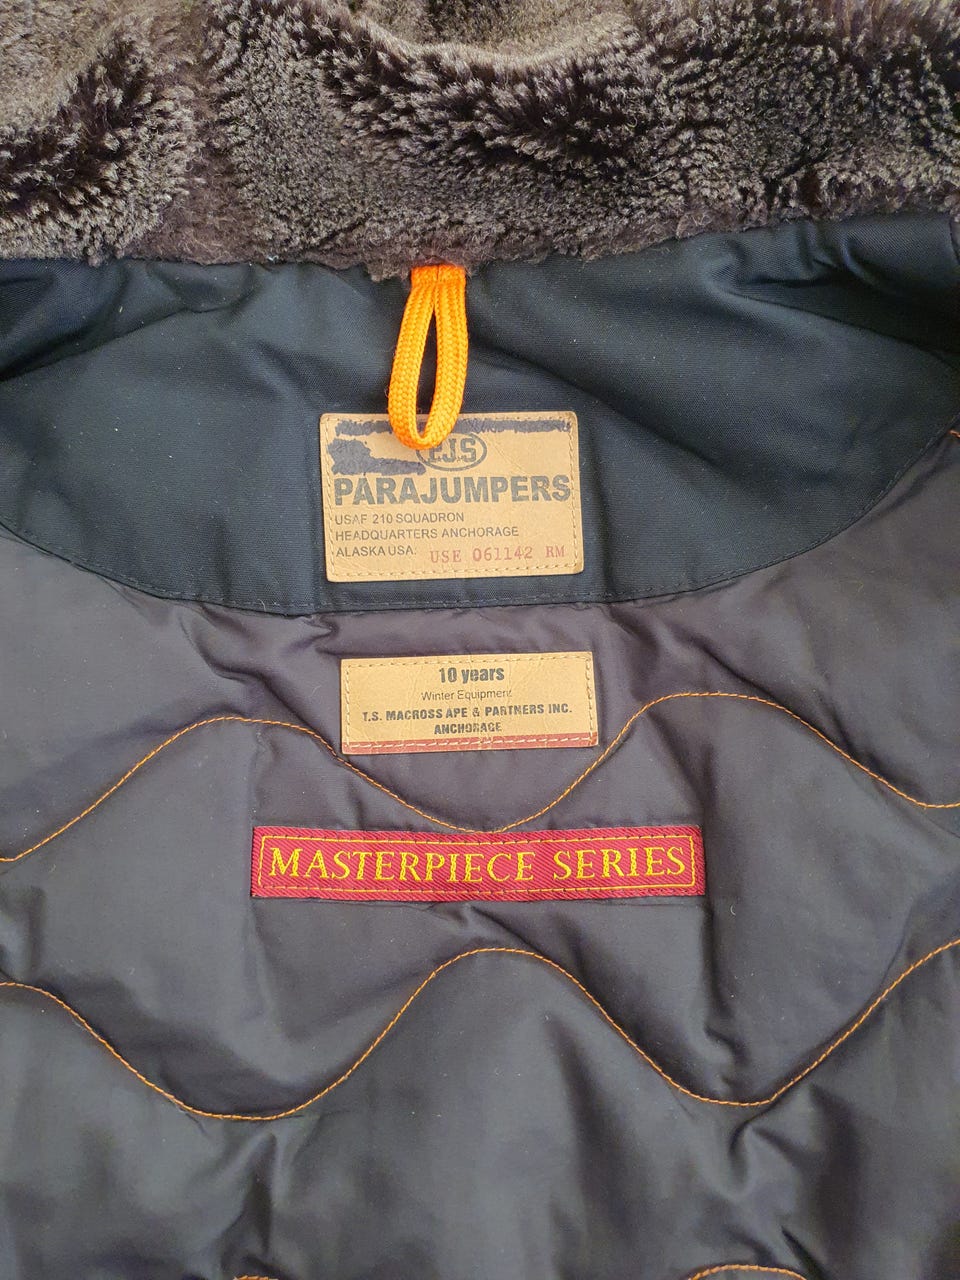 P.J.S
PARAJUMPERS
USAF 210 SQUADRON
HEADQUARTERS ANCHORAGE
ALASKA USA: USE 061142 RM
10 years
Winter Equipment
T.S. MACROSS APE & PARTNERS INC.
ANCHORAGE
MASTERPIECE SERIES